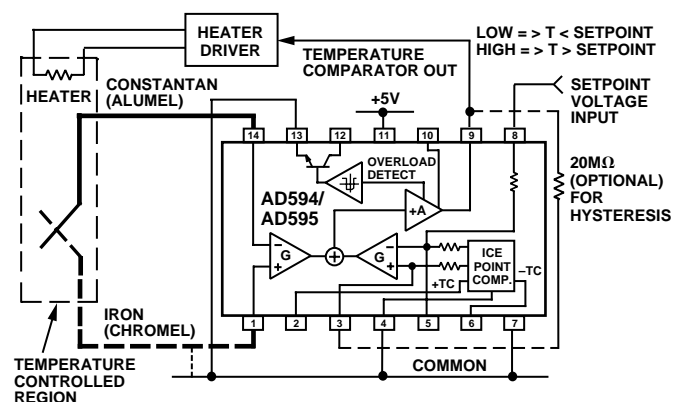 HEATER
DRIVER
LOW = > T < SETPOINT
HIGH = > T > SETPOINT
TEMPERATURE
COMPARATOR OUT
HEATER
CONSTANTAN
(ALUMEL)
+5V
SETPOINT
VOLTAGE
INPUT
14 13 12 11 10 9 8
20MΩ
(OPTIONAL)
FOR
HYSTERESIS
OVERLOAD
DETECT
AD594/
AD595
+A
– G +
+
G – +
ICE
POINT
COMP.
+TC
–TC
IRON
(CHROMEL)
1 2 3 4 5 6 7
COMMON
TEMPERATURE
CONTROLLED
REGION